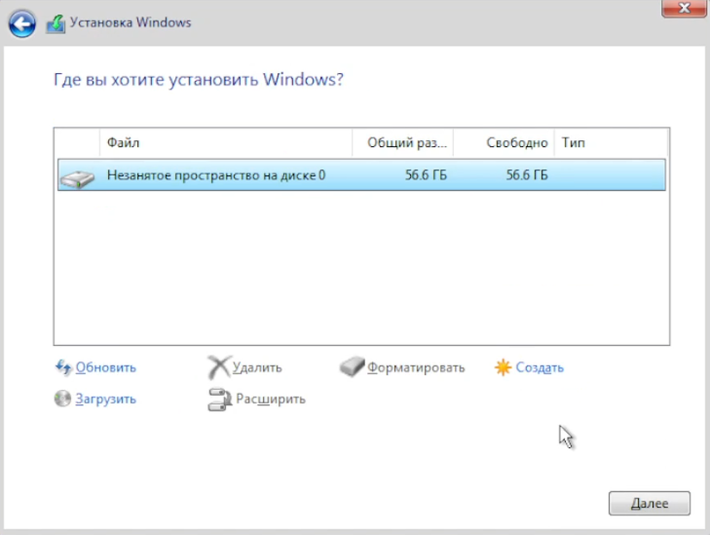 Установка Windows
Где вы хотите установить Windows?
Файл Общий раз... Свободно Тип
Незанятое пространство на диске 0 56.6 ГБ 56.6 ГБ
Обновить Удалить Форматировать Создать
Загрузить Расширить
Далее